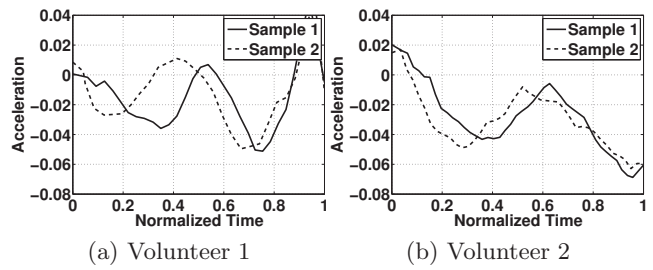 0.04
0.02
0
−0.02
−0.04
−0.06
−0.08
Acceleration
Sample 1
Sample 2
0 0.2 0.4 0.6 0.8 1
Normalized Time
(a) Volunteer 1
0.04
0.02
0
−0.02
−0.04
−0.06
−0.08
Acceleration
Sample 1
Sample 2
0 0.2 0.4 0.6 0.8 1
Normalized Time
(b) Volunteer 2